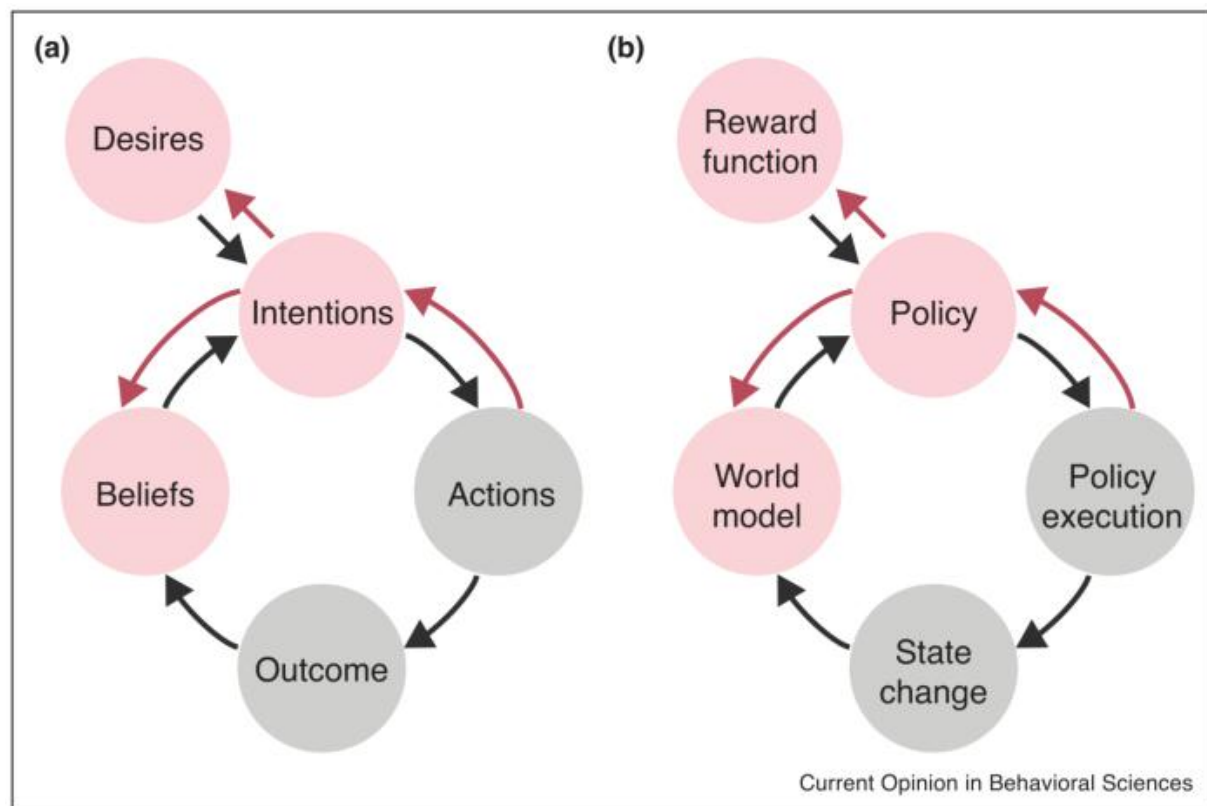 (a)
Desires
Intentions
Beliefs
Actions
Outcome
(b)
Reward
function
Policy
World
model
Policy
execution
State
change
Current Opinion in Behavioral Sciences